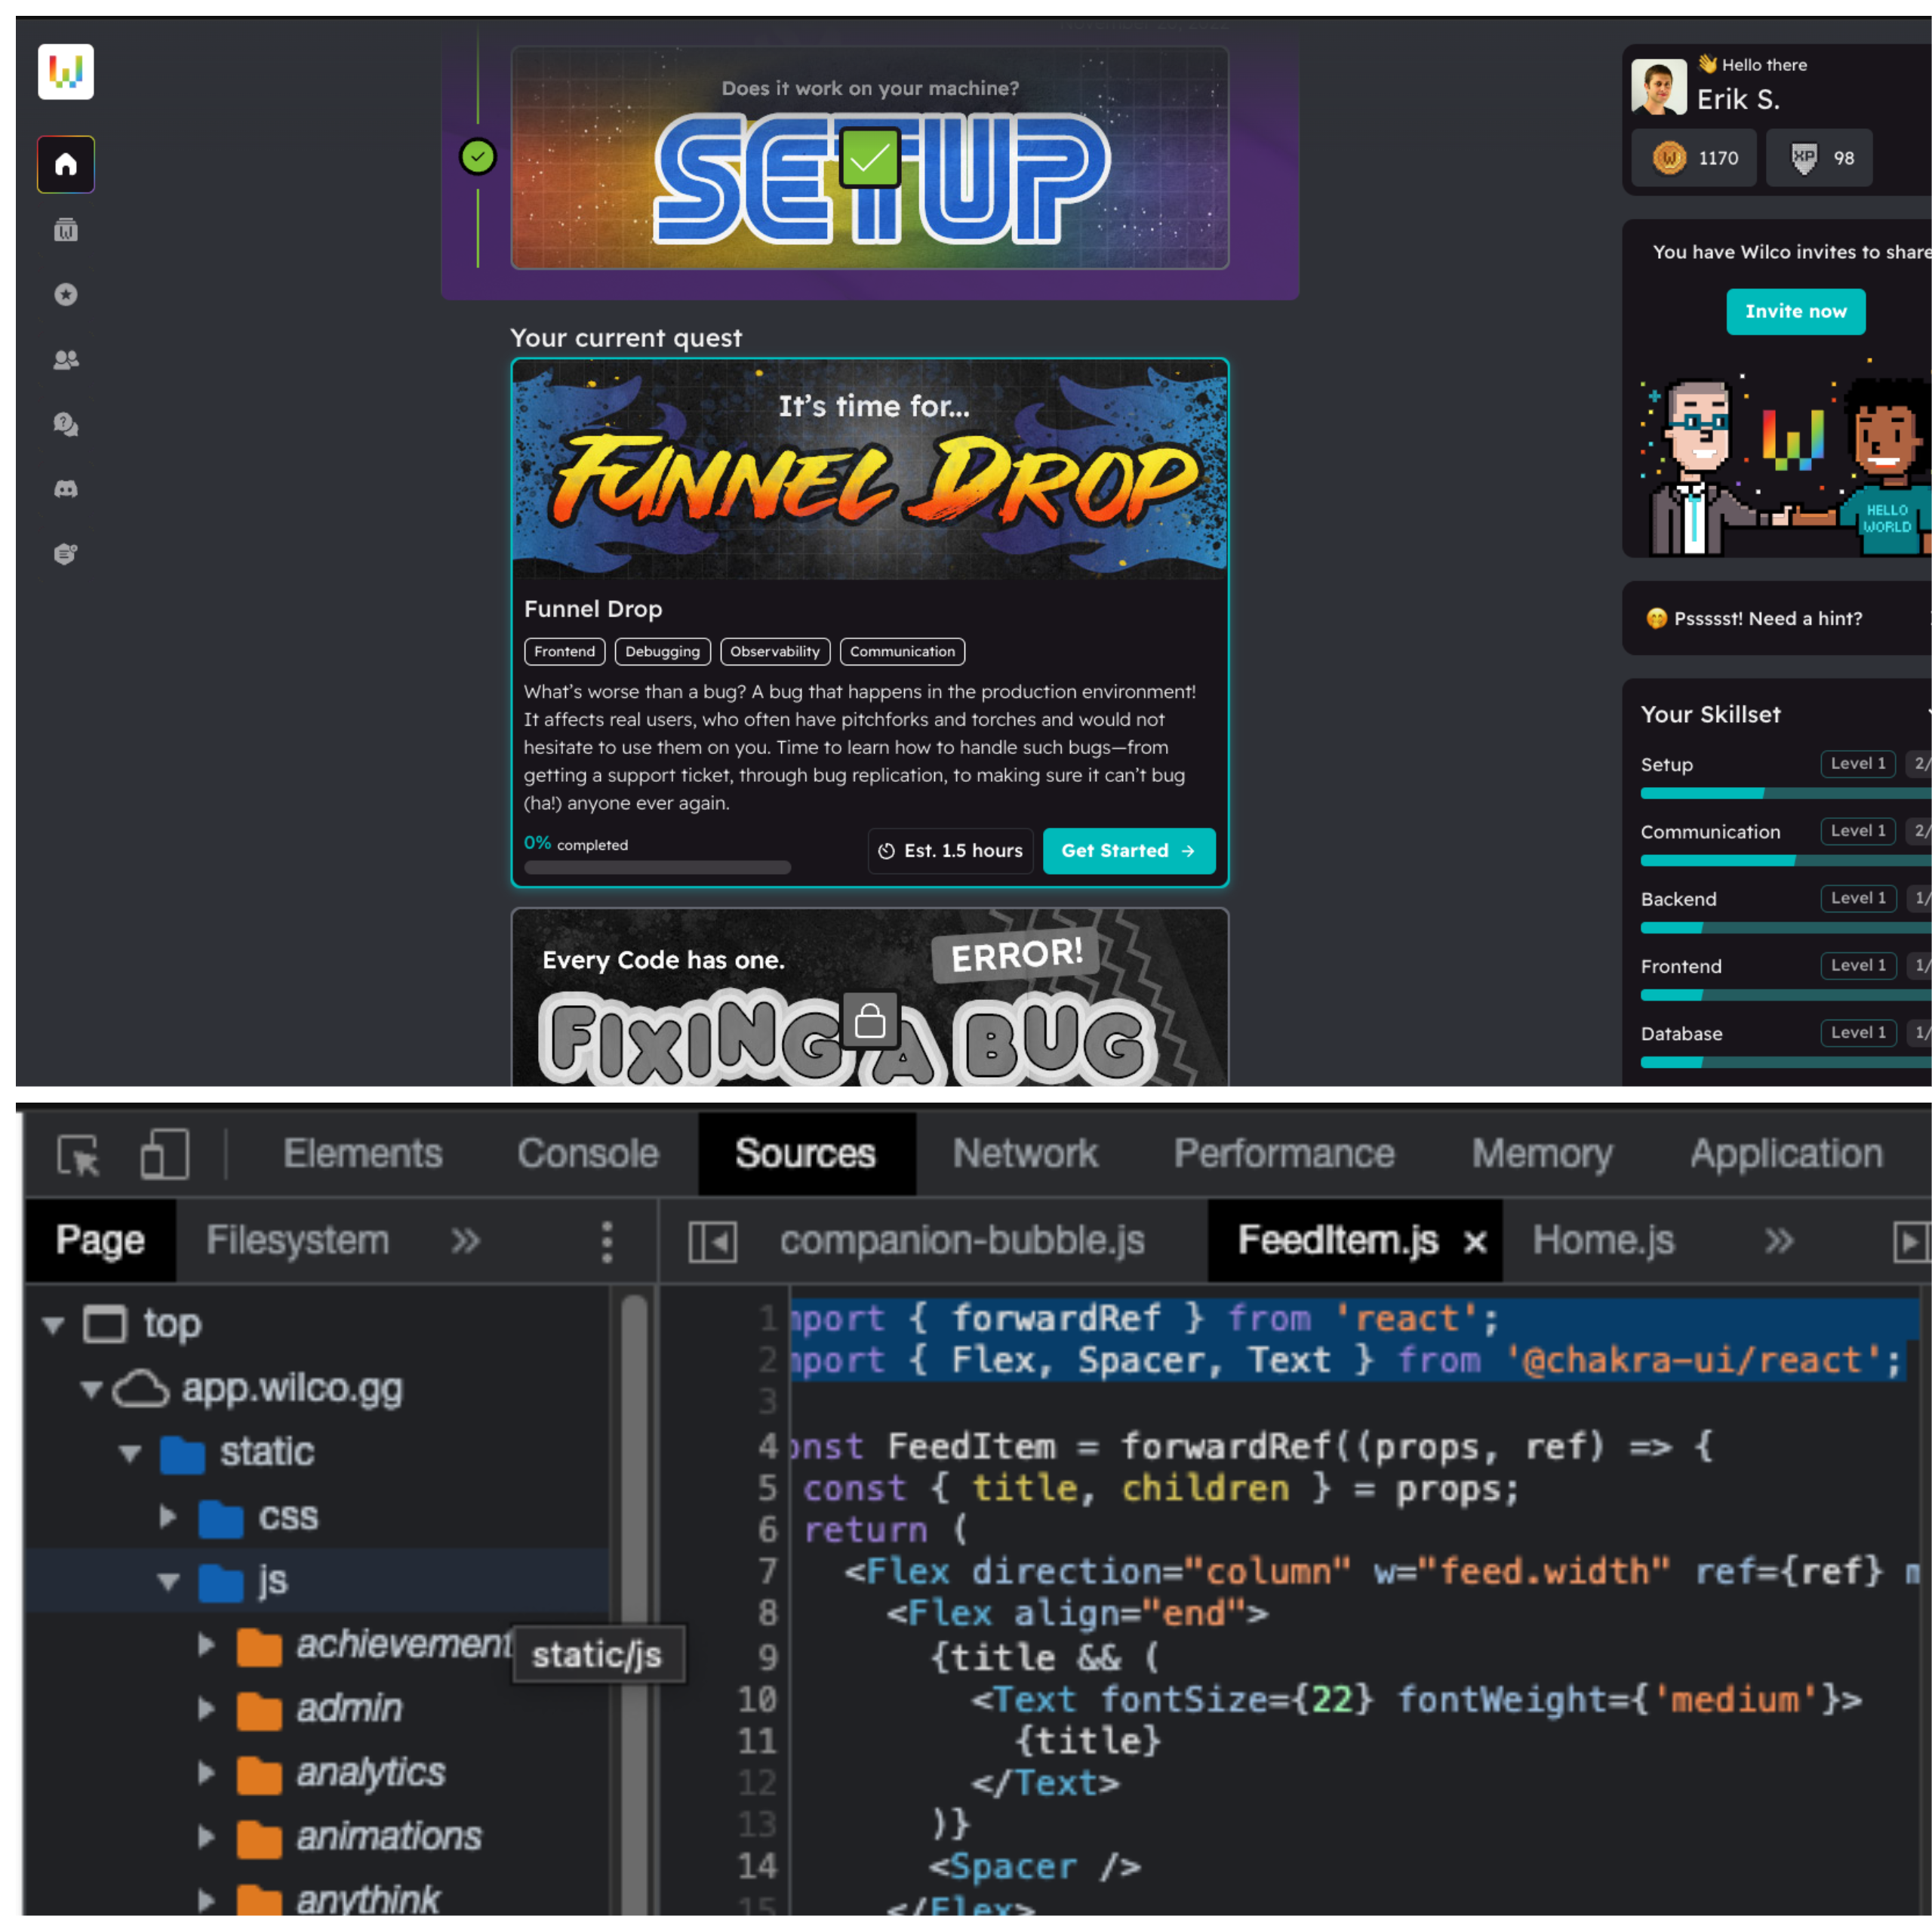 Does it work on your machine?
SETUP
Your current quest
It's time for...
FUNNEL DROP
Funnel Drop
Frontend
Debugging
Observability
Communication
What's worse than a bug? A bug that happens in the production environment!
It affects real users, who often have pitchforks and torches and would not
hesitate to use them on you. Time to learn how to handle such bugs—from
getting a support ticket, through bug replication, to making sure it can't bug
(ha!) anyone ever again.
0% completed
Est. 1.5 hours
Get Started →
Every Code has one.
ERROR!
FIXING A BUG
👋 Hello there
Erik S.
1170
XP 98
You have Wilco invites to share
Invite now
HELLO
WORLD
Pssssst! Need a hint?
Your Skillset
Setup Level 1 2/
Communication Level 1 2/
Backend Level 1 1/
Frontend Level 1 1/
Database Level 1 1/
Elements Console Sources Network Performance Memory Application
Page Filesystem »
companion-bubble.js FeedItem.js × Home.js »
top
app.wilco.gg
static
css
js
achievement
static/js
admin
analytics
animations
anythink
1 mport { forwardRef } from 'react';
2 mport { Flex, Spacer, Text } from '@chakra-ui/react';
3
4 onst FeedItem = forwardRef((props, ref) => {
5 const { title, children } = props;
6 return (
7 <Flex direction="column" w="feed.width" ref={ref} m
8 <Flex align="end">
9 {title && (
10 <Text fontSize={22} fontWeight={'medium'}>
11 {title}
12 </Text>
13 )}
14 <Spacer />
15 </Flex>